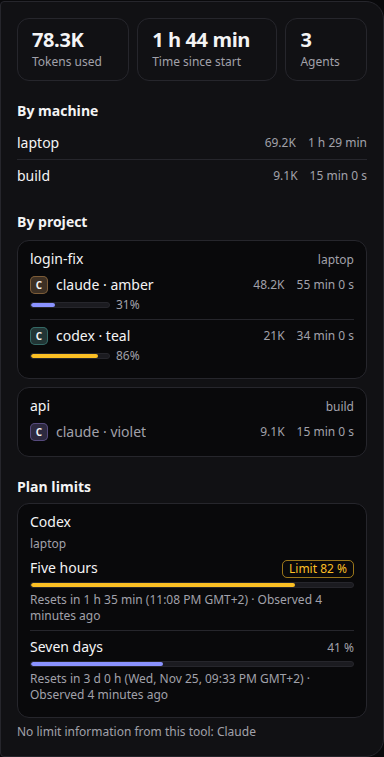 78.3K
Tokens used
1 h 44 min
Time since start
3
Agents
By machine
laptop 69.2K 1 h 29 min
build 9.1K 15 min 0 s
By project
login-fix laptop
C claude · amber 48.2K 55 min 0 s
31%
C codex · teal 21K 34 min 0 s
86%
api build
C claude · violet 9.1K 15 min 0 s
Plan limits
Codex
laptop
Five hours Limit 82 %
Resets in 1 h 35 min (11:08 PM GMT+2) · Observed 4
minutes ago
Seven days 41 %
Resets in 3 d 0 h (Wed, Nov 25, 09:33 PM GMT+2) ·
Observed 4 minutes ago
No limit information from this tool: Claude